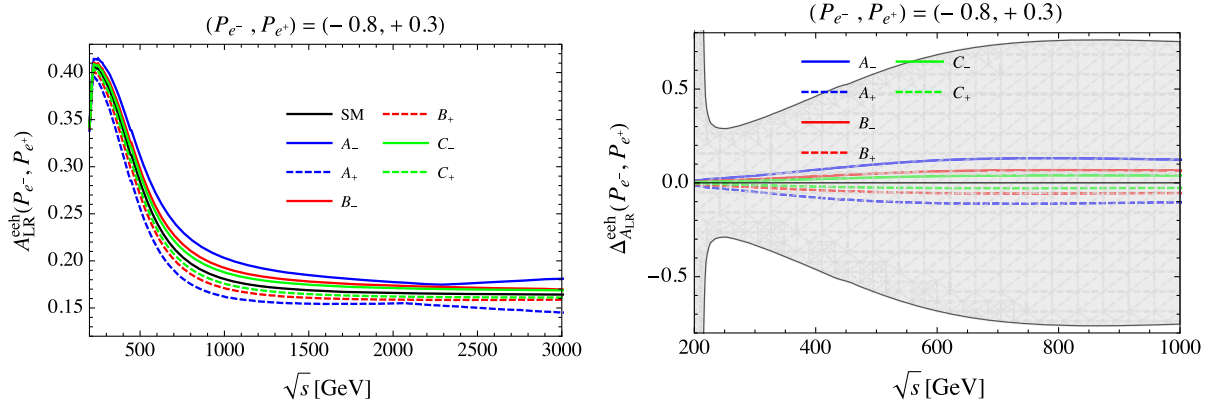 (P_{e^-}, P_{e^+}) = (− 0.8, + 0.3)
A_{LR}^{eeh}(P_{e^-}, P_{e^+})
0.40
0.35
0.30
0.25
0.20
0.15
SM
A_-
A_+
B_-
B_+
C_-
C_+
500 1000 1500 2000 2500 3000
√s [GeV]
(P_{e^-}, P_{e^+}) = (− 0.8, + 0.3)
Δ_{A_{LR}}^{eeh}(P_{e^-}, P_{e^+})
0.5
0.0
−0.5
A_-
A_+
B_-
B_+
C_-
C_+
200 400 600 800 1000
√s [GeV]